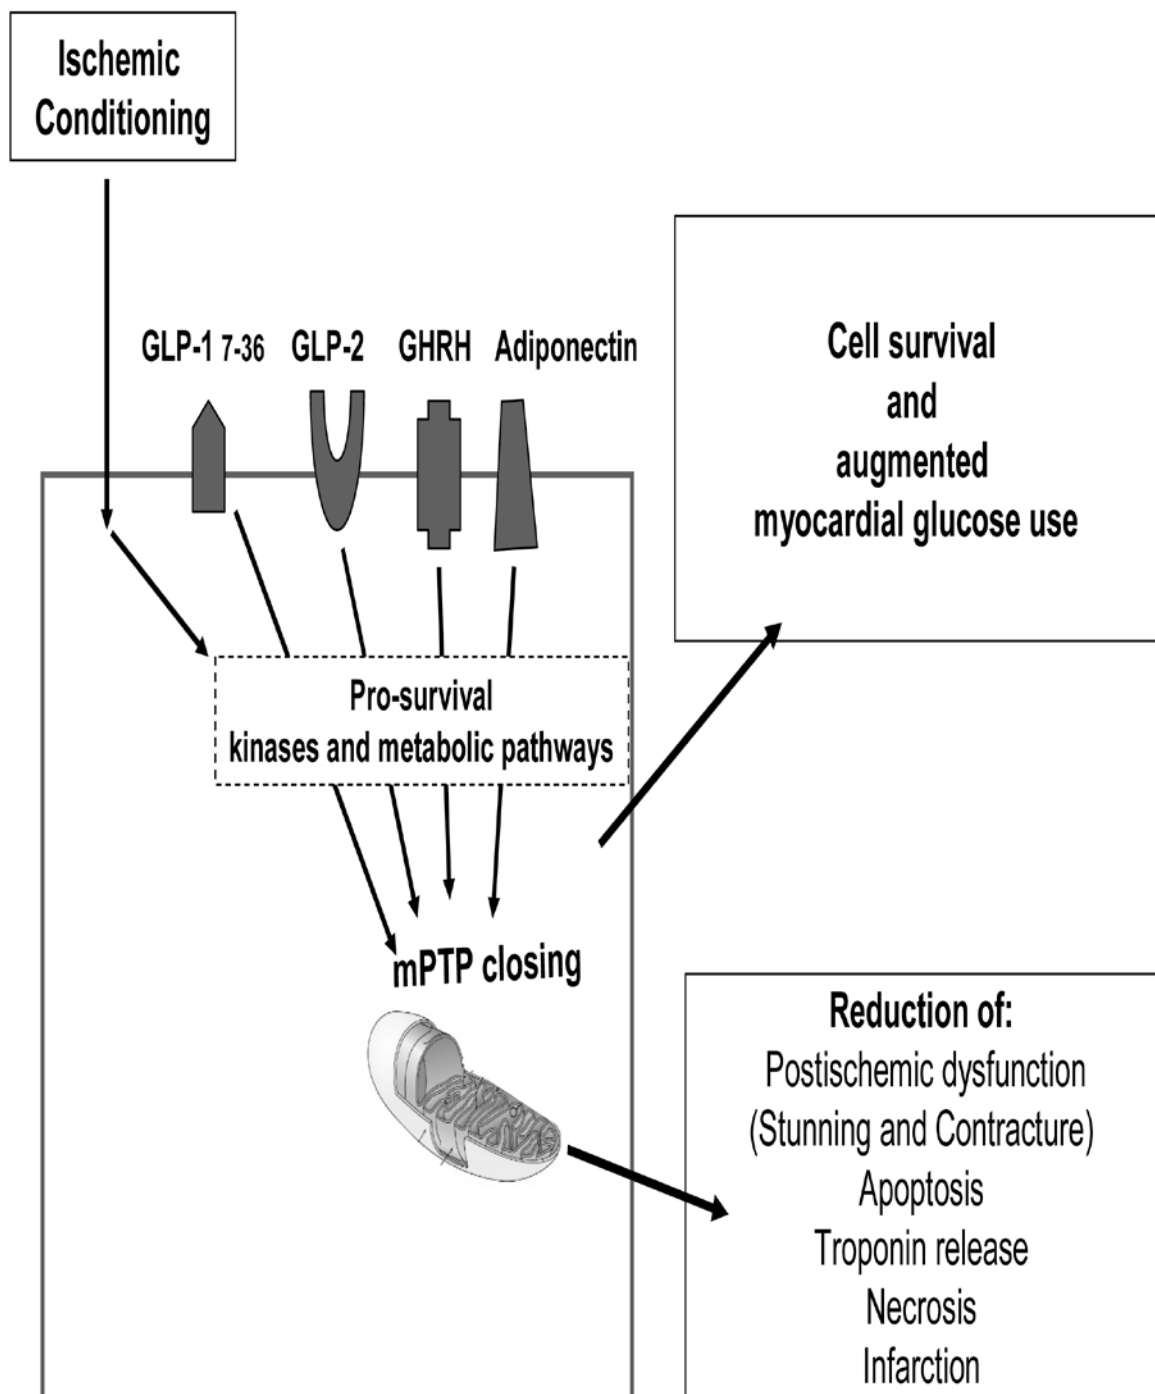 Ischemic
Conditioning
GLP-1 7-36 GLP-2 GHRH Adiponectin
Cell survival
and
augmented
myocardial glucose use
Pro-survival
kinases and metabolic pathways
mPTP closing
Reduction of:
Postischemic dysfunction
(Stunning and Contracture)
Apoptosis
Troponin release
Necrosis
Infarction